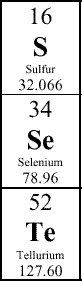 16
S
Sulfur
32.066
34
Se
Selenium
78.96
52
Te
Tellurium
127.60